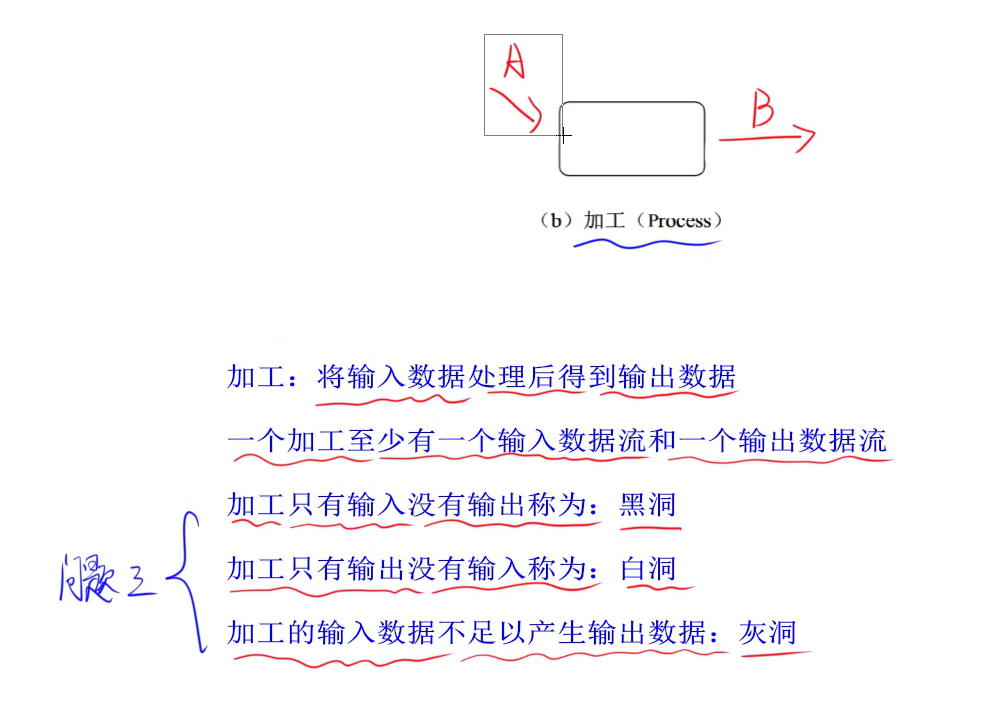 A
B
（b）加工（Process）
加工：将输入数据处理后得到输出数据
一个加工至少有一个输入数据流和一个输出数据流
加工只有输入没有输出称为：黑洞
问题三
加工只有输出没有输入称为：白洞
加工的输入数据不足以产生输出数据：灰洞